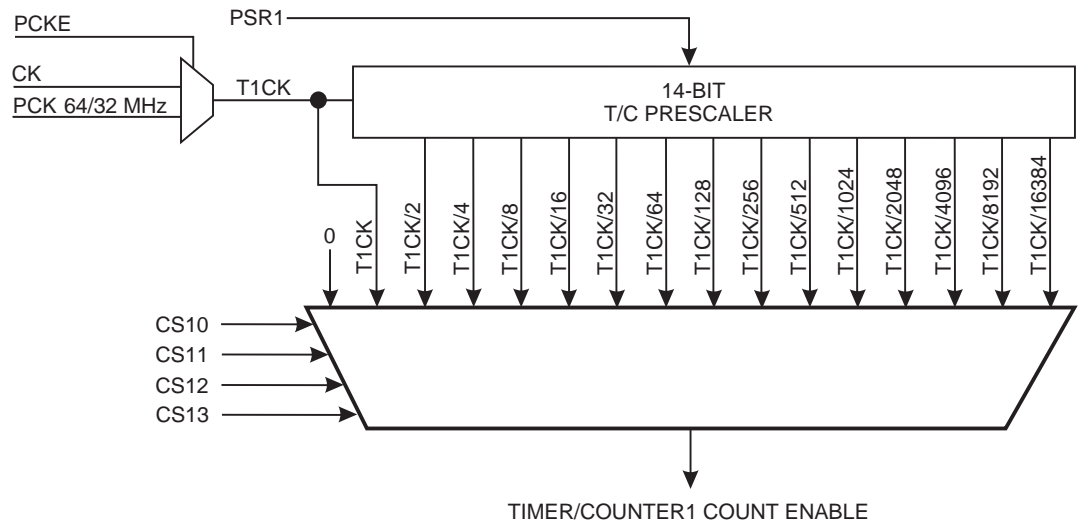 PSR1
PCKE
CK
PCK 64/32 MHz
T1CK
14-BIT
T/C PRESCALER
0
T1CK
T1CK/2
T1CK/4
T1CK/8
T1CK/16
T1CK/32
T1CK/64
T1CK/128
T1CK/256
T1CK/512
T1CK/1024
T1CK/2048
T1CK/4096
T1CK/8192
T1CK/16384
CS10
CS11
CS12
CS13
TIMER/COUNTER1 COUNT ENABLE